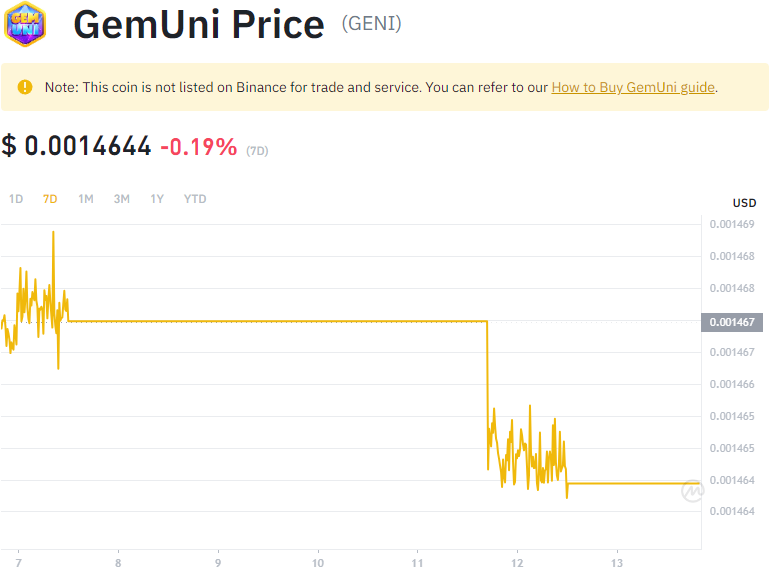 GEM
UNI
GemUni Price (GENI)
Note: This coin is not listed on Binance for trade and service. You can refer to our How to Buy GemUni guide.
$ 0.0014644 -0.19% (7D)
1D 7D 1M 3M 1Y YTD
USD
0.001469
0.001468
0.001468
0.001467
0.001467
0.001466
0.001465
0.001465
0.001464
0.001464
7 8 9 10 11 12 13